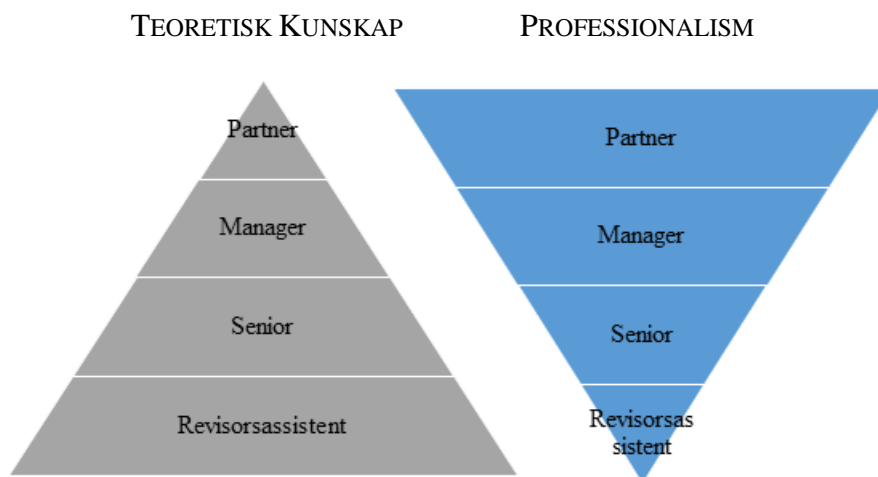 TEORETISK KUNSKAP
PROFESSIONALISM
Partner
Manager
Senior
Revisorsassistent
Partner
Manager
Senior
Revisorsas
sistent